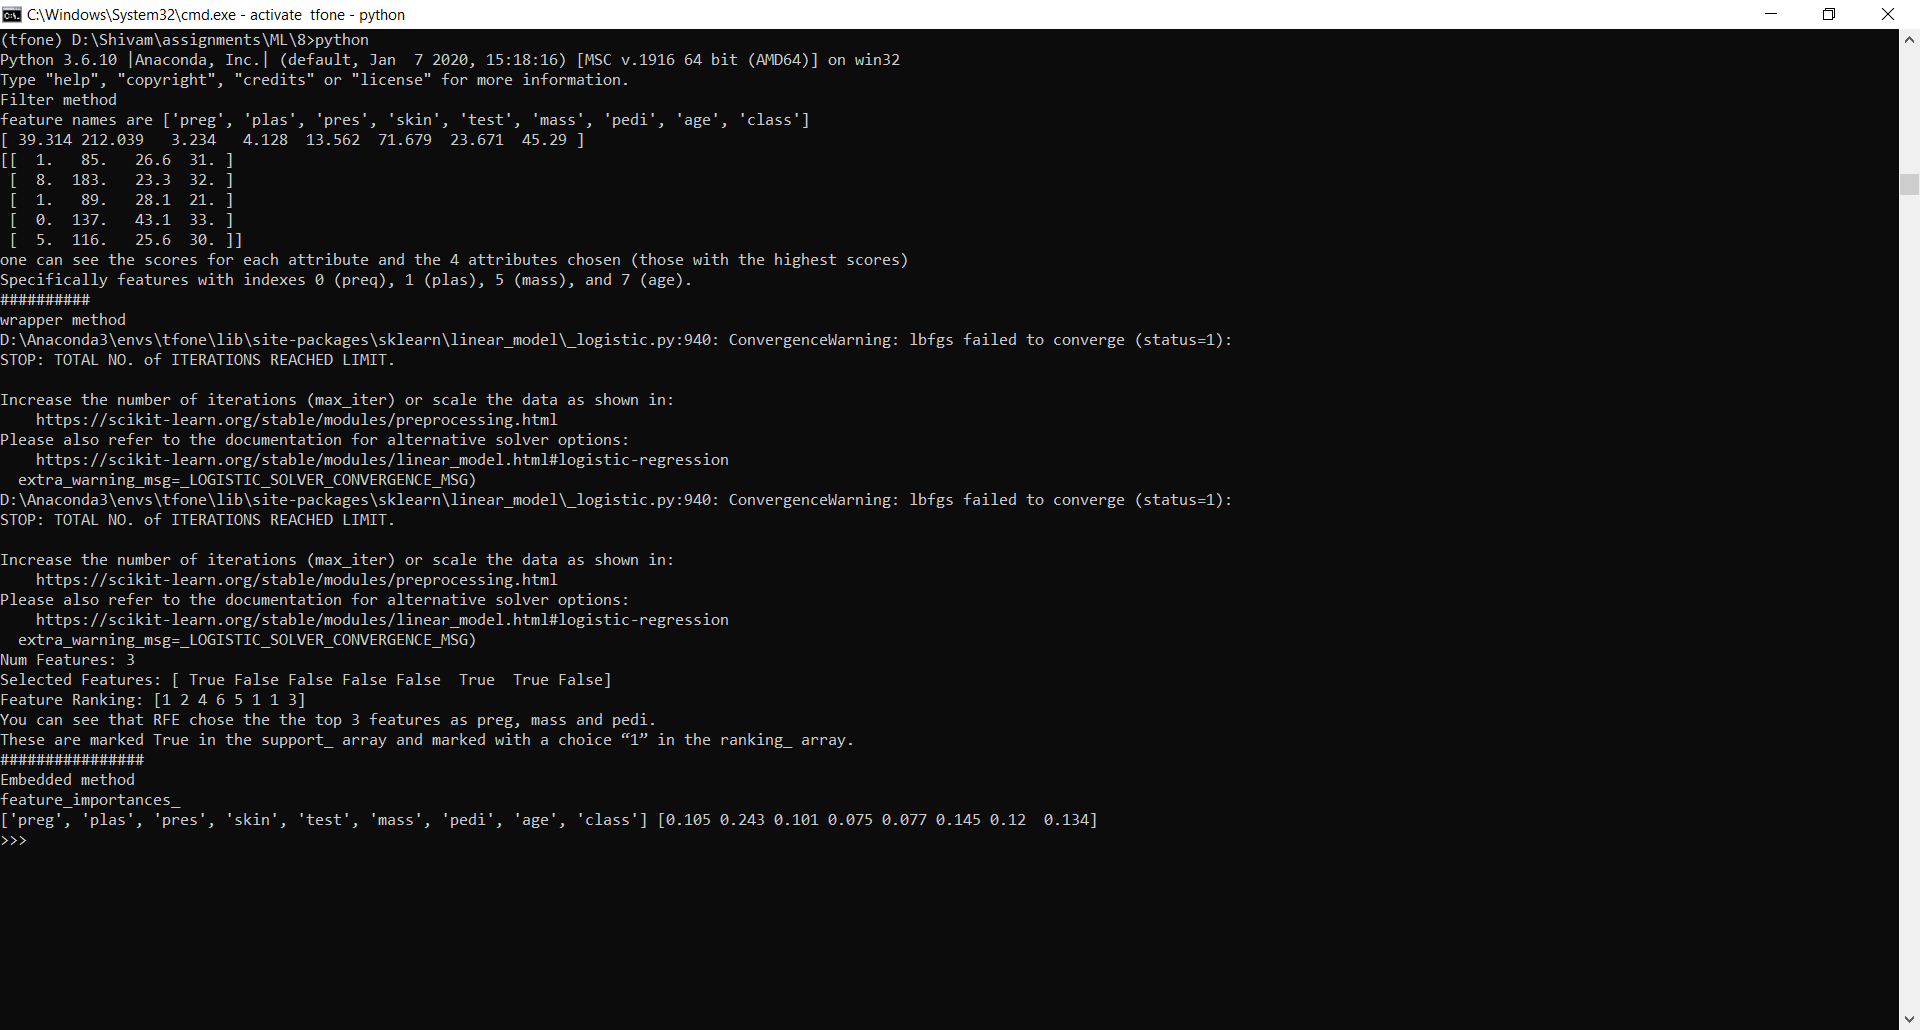 C:\Windows\System32\cmd.exe - activate  tfone - python
(tfone) D:\Shivam\assignments\ML\8>python
Python 3.6.10 |Anaconda, Inc.| (default, Jan  7 2020, 15:18:16) [MSC v.1916 64 bit (AMD64)] on win32
Type "help", "copyright", "credits" or "license" for more information.
Filter method
feature names are ['preg', 'plas', 'pres', 'skin', 'test', 'mass', 'pedi', 'age', 'class']
[ 39.314 212.039   3.234   4.128  13.562  71.679  23.671  45.29 ]
[[  1.   85.   26.6  31. ]
 [  8.  183.   23.3  32. ]
 [  1.   89.   28.1  21. ]
 [  0.  137.   43.1  33. ]
 [  5.  116.   25.6  30. ]]
one can see the scores for each attribute and the 4 attributes chosen (those with the highest scores)
Specifically features with indexes 0 (preq), 1 (plas), 5 (mass), and 7 (age).
##########
wrapper method
D:\Anaconda3\envs\tfone\lib\site-packages\sklearn\linear_model\_logistic.py:940: ConvergenceWarning: lbfgs failed to converge (status=1):
STOP: TOTAL NO. of ITERATIONS REACHED LIMIT.

Increase the number of iterations (max_iter) or scale the data as shown in:
    https://scikit-learn.org/stable/modules/preprocessing.html
Please also refer to the documentation for alternative solver options:
    https://scikit-learn.org/stable/modules/linear_model.html#logistic-regression
  extra_warning_msg=_LOGISTIC_SOLVER_CONVERGENCE_MSG)
D:\Anaconda3\envs\tfone\lib\site-packages\sklearn\linear_model\_logistic.py:940: ConvergenceWarning: lbfgs failed to converge (status=1):
STOP: TOTAL NO. of ITERATIONS REACHED LIMIT.

Increase the number of iterations (max_iter) or scale the data as shown in:
    https://scikit-learn.org/stable/modules/preprocessing.html
Please also refer to the documentation for alternative solver options:
    https://scikit-learn.org/stable/modules/linear_model.html#logistic-regression
  extra_warning_msg=_LOGISTIC_SOLVER_CONVERGENCE_MSG)
Num Features: 3
Selected Features: [ True False False False False  True  True False]
Feature Ranking: [1 2 4 6 5 1 1 3]
You can see that RFE chose the the top 3 features as preg, mass and pedi.
These are marked True in the support_ array and marked with a choice “1” in the ranking_ array.
################
Embedded method
feature_importances_
['preg', 'plas', 'pres', 'skin', 'test', 'mass', 'pedi', 'age', 'class'] [0.105 0.243 0.101 0.075 0.077 0.145 0.12  0.134]
>>>